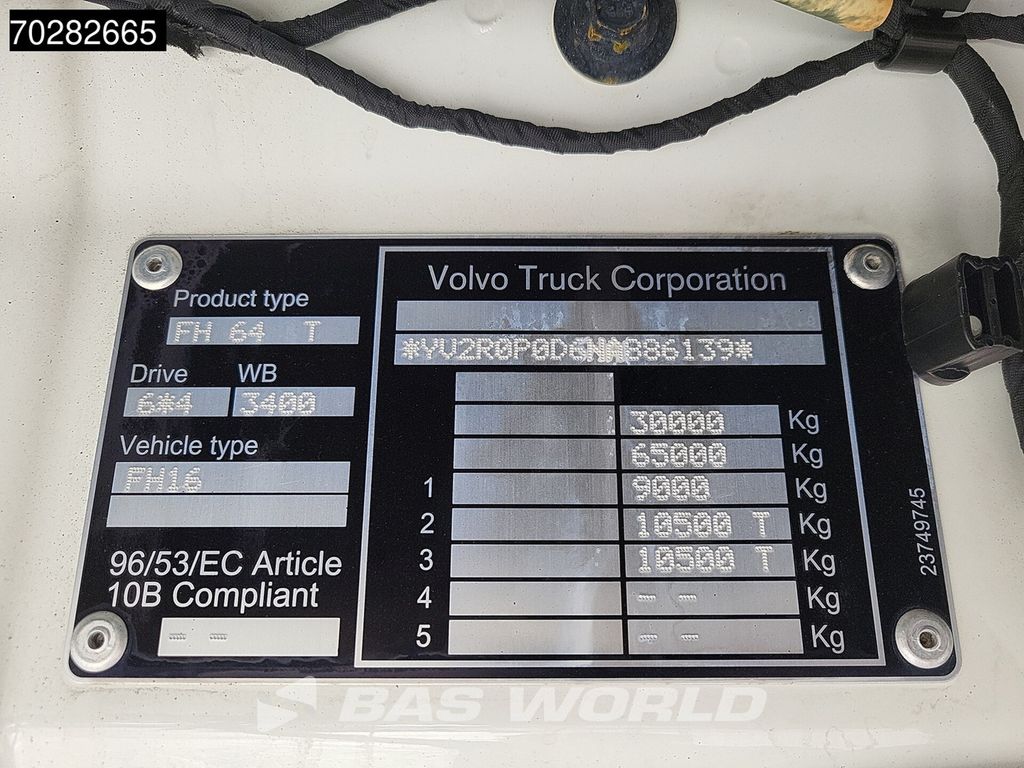 70282665
Product type
FH 64 T
Drive WB
6*4 3400
Vehicle type
FH16
96/53/EC Article
10B Compliant
-- --
Volvo Truck Corporation
*YV2R0P0D6NA886139*
30000 Kg
65000 Kg
1 9000 Kg
2 10500 T Kg
3 10500 T Kg
4 -- -- Kg
5 -- -- Kg
23749745
BAS WORLD